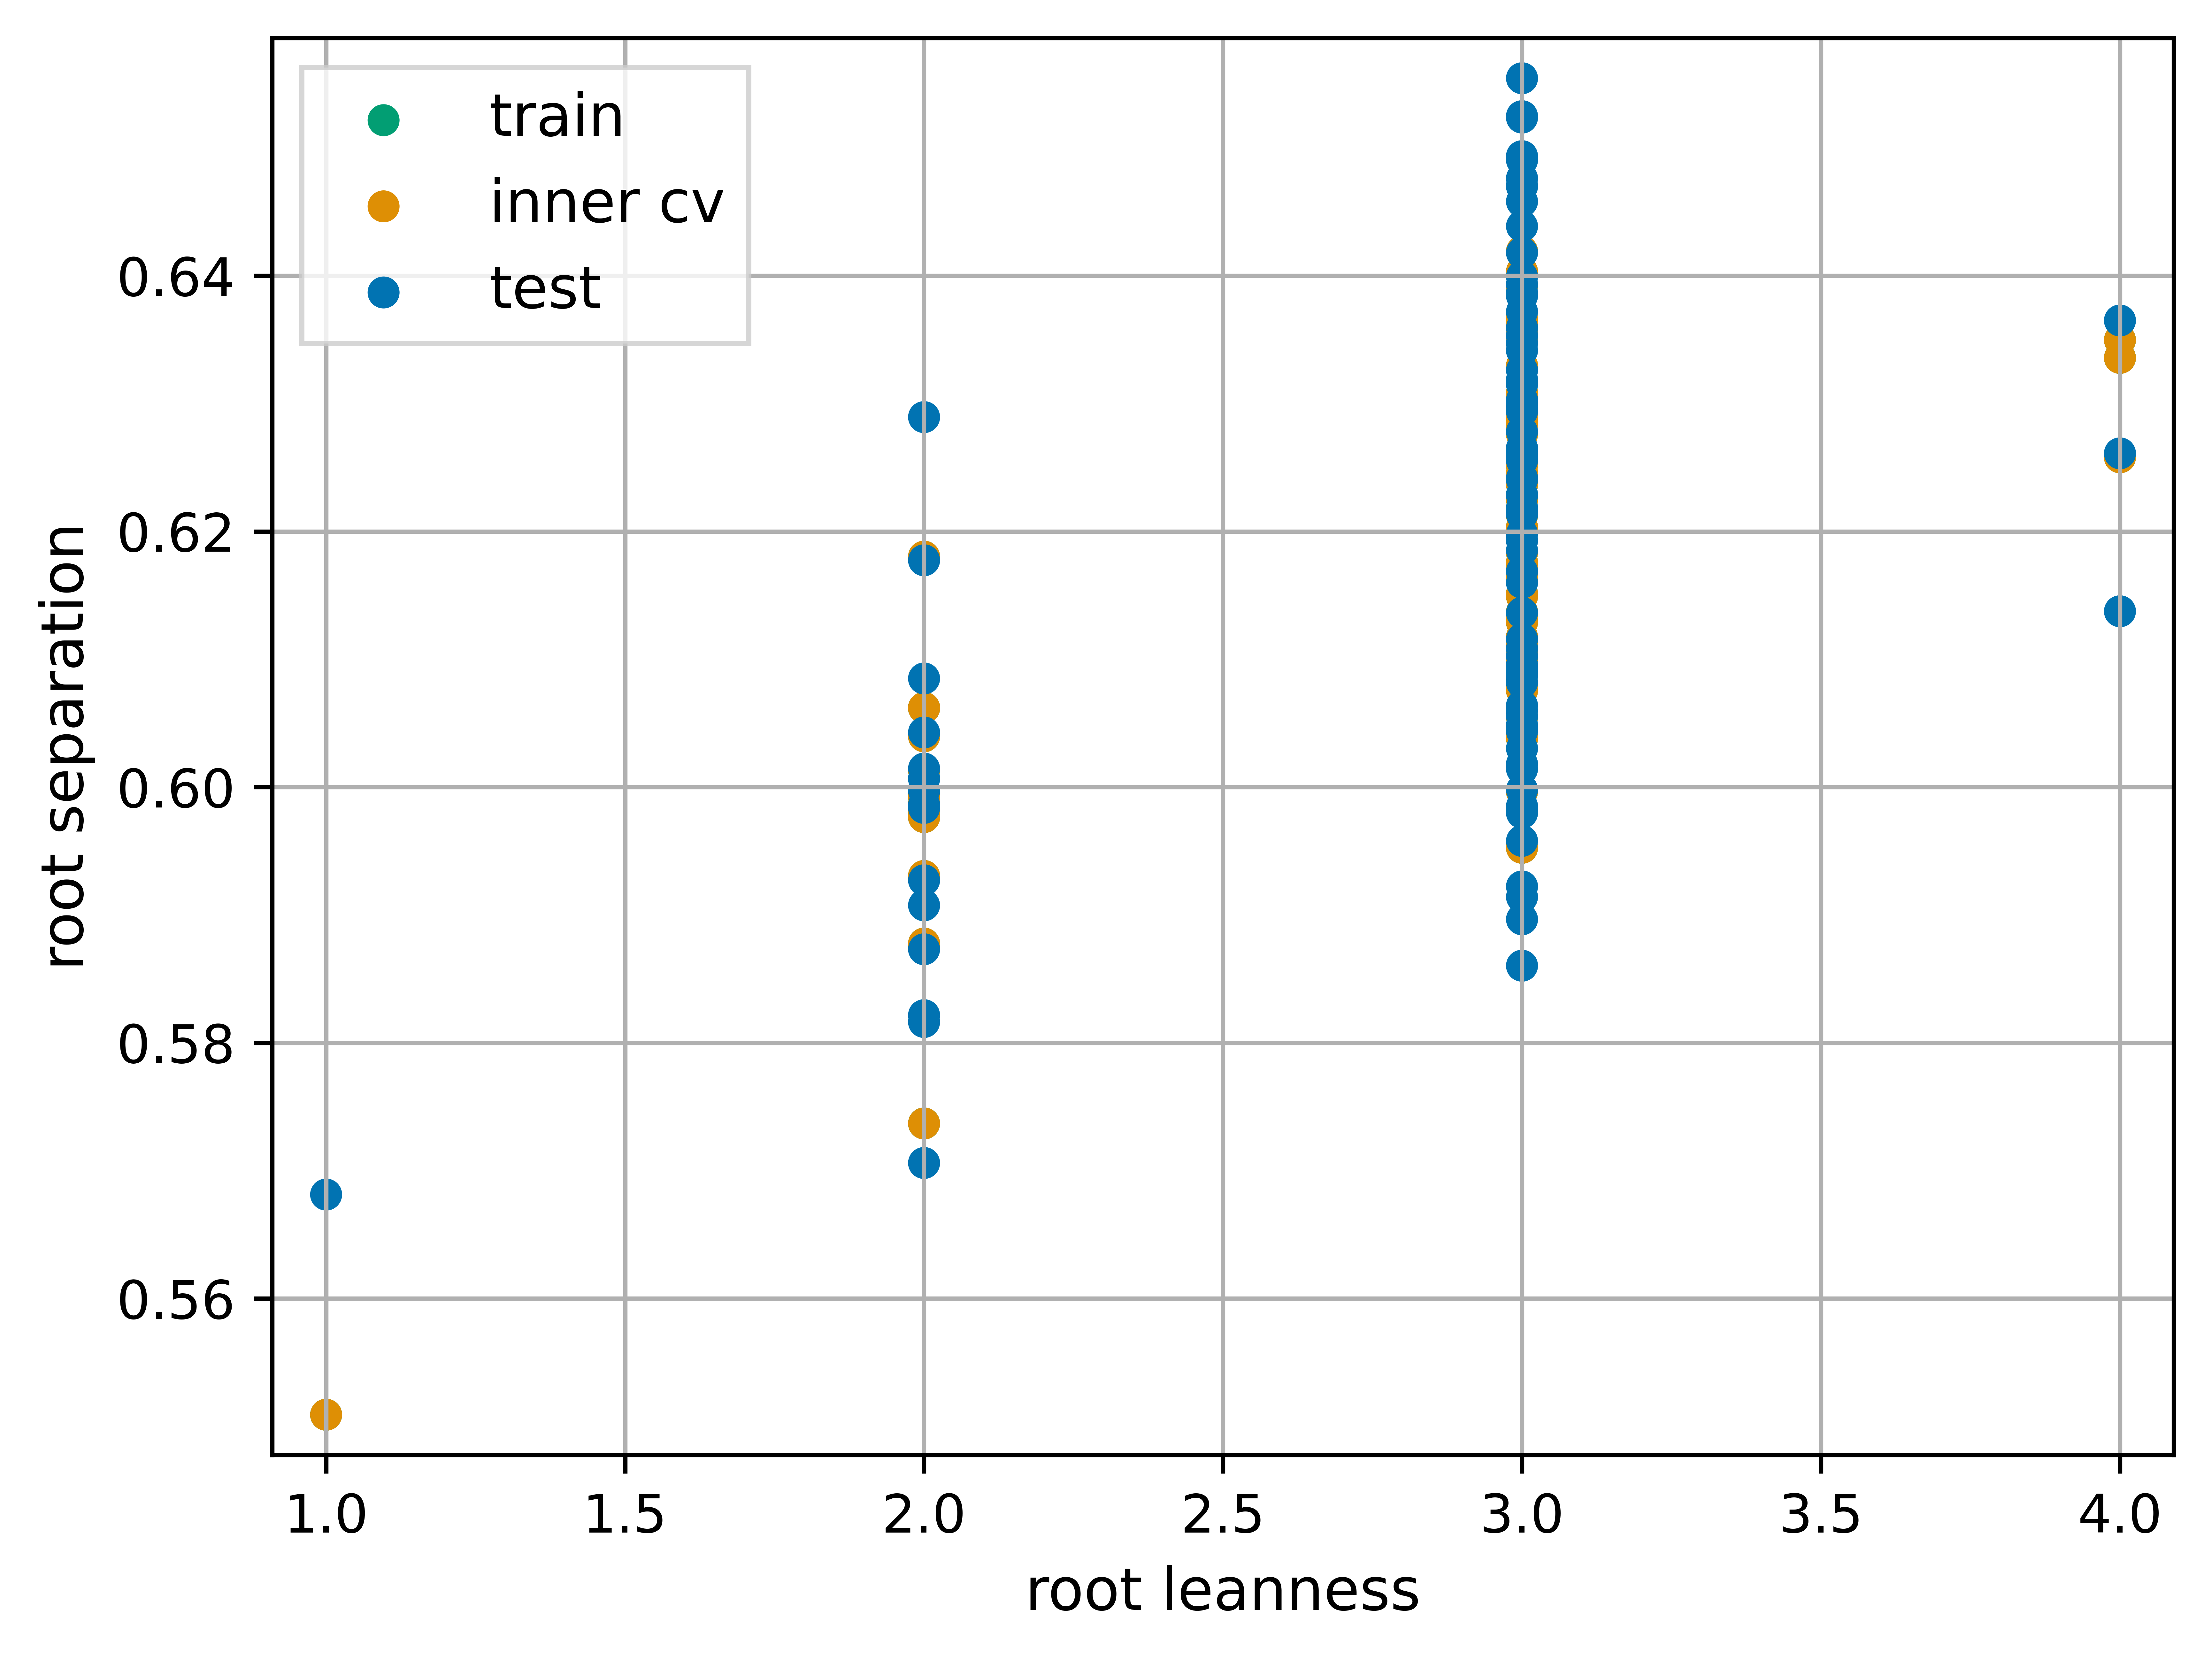 train
inner cv
test
0.64
0.62
0.60
0.58
0.56
root separation
1.0 1.5 2.0 2.5 3.0 3.5 4.0
root leanness